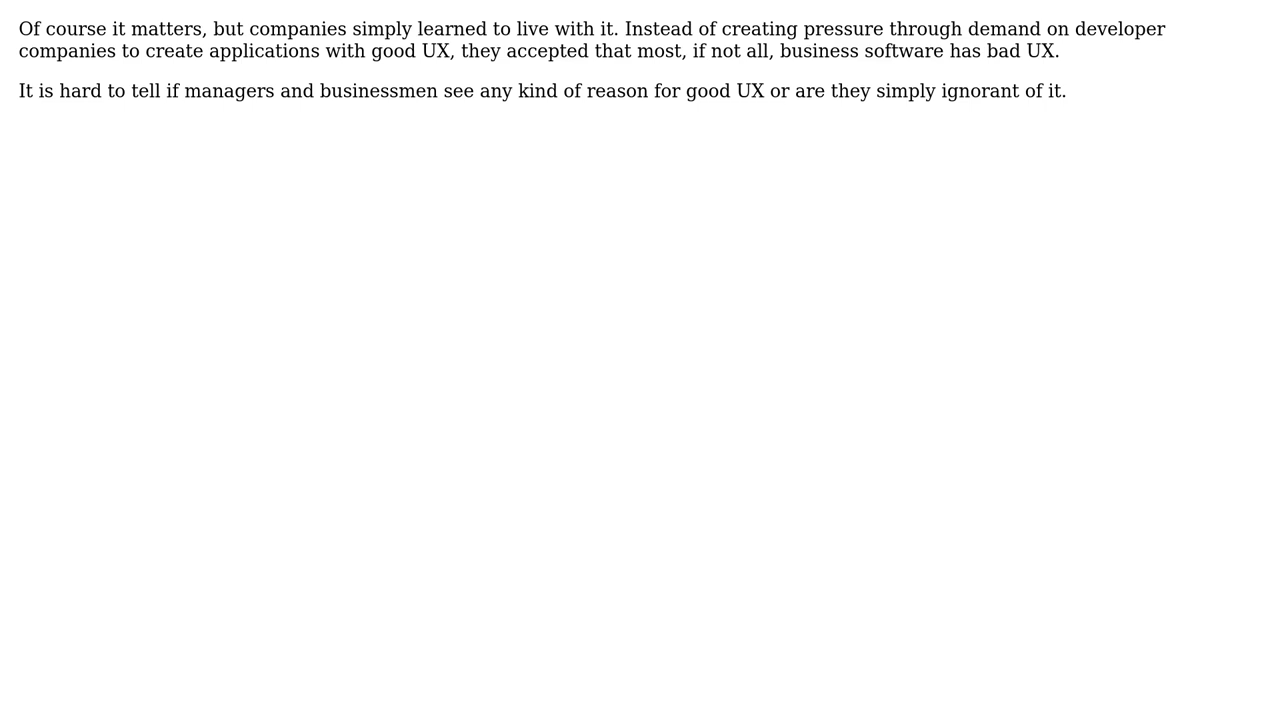 Of course it matters, but companies simply learned to live with it. Instead of creating pressure through demand on developer
companies to create applications with good UX, they accepted that most, if not all, business software has bad UX.
It is hard to tell if managers and businessmen see any kind of reason for good UX or are they simply ignorant of it.